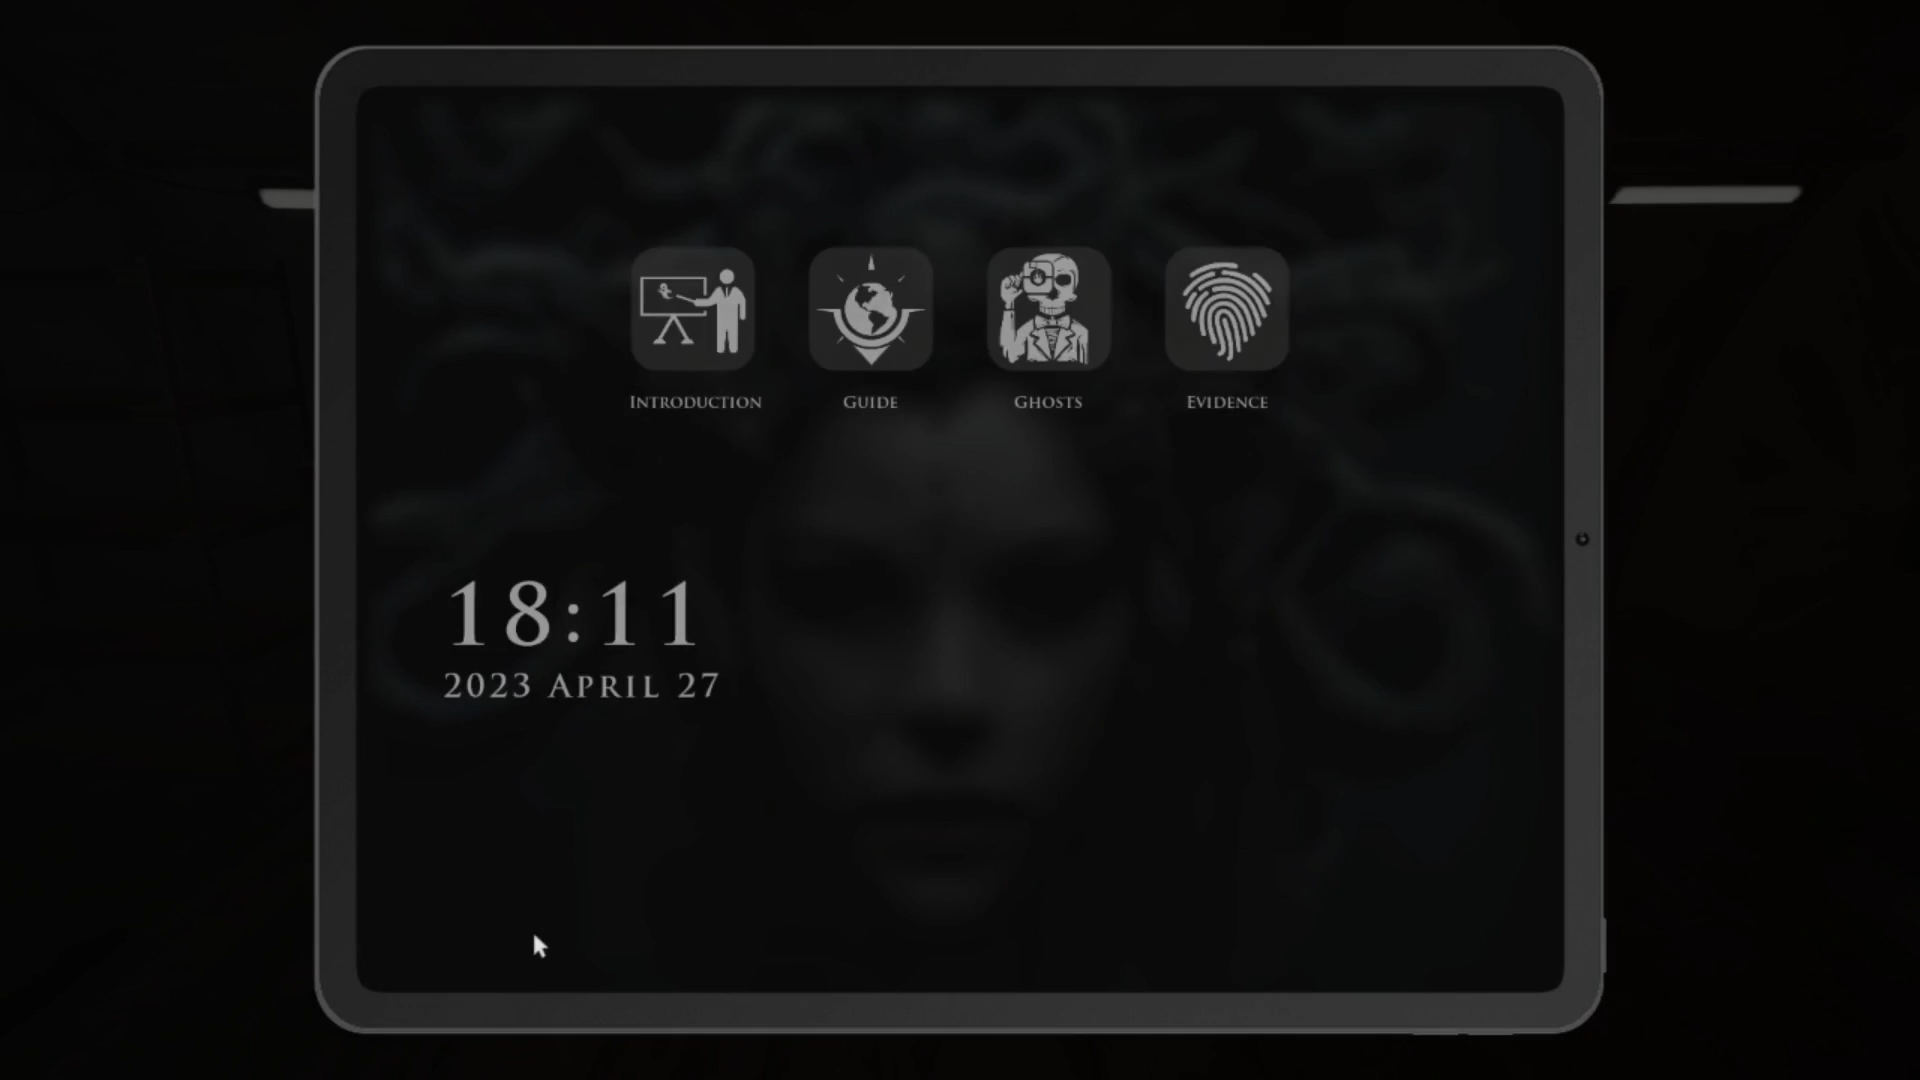 Introduction
Guide
Ghosts
Evidence
18:11
2023 April 27